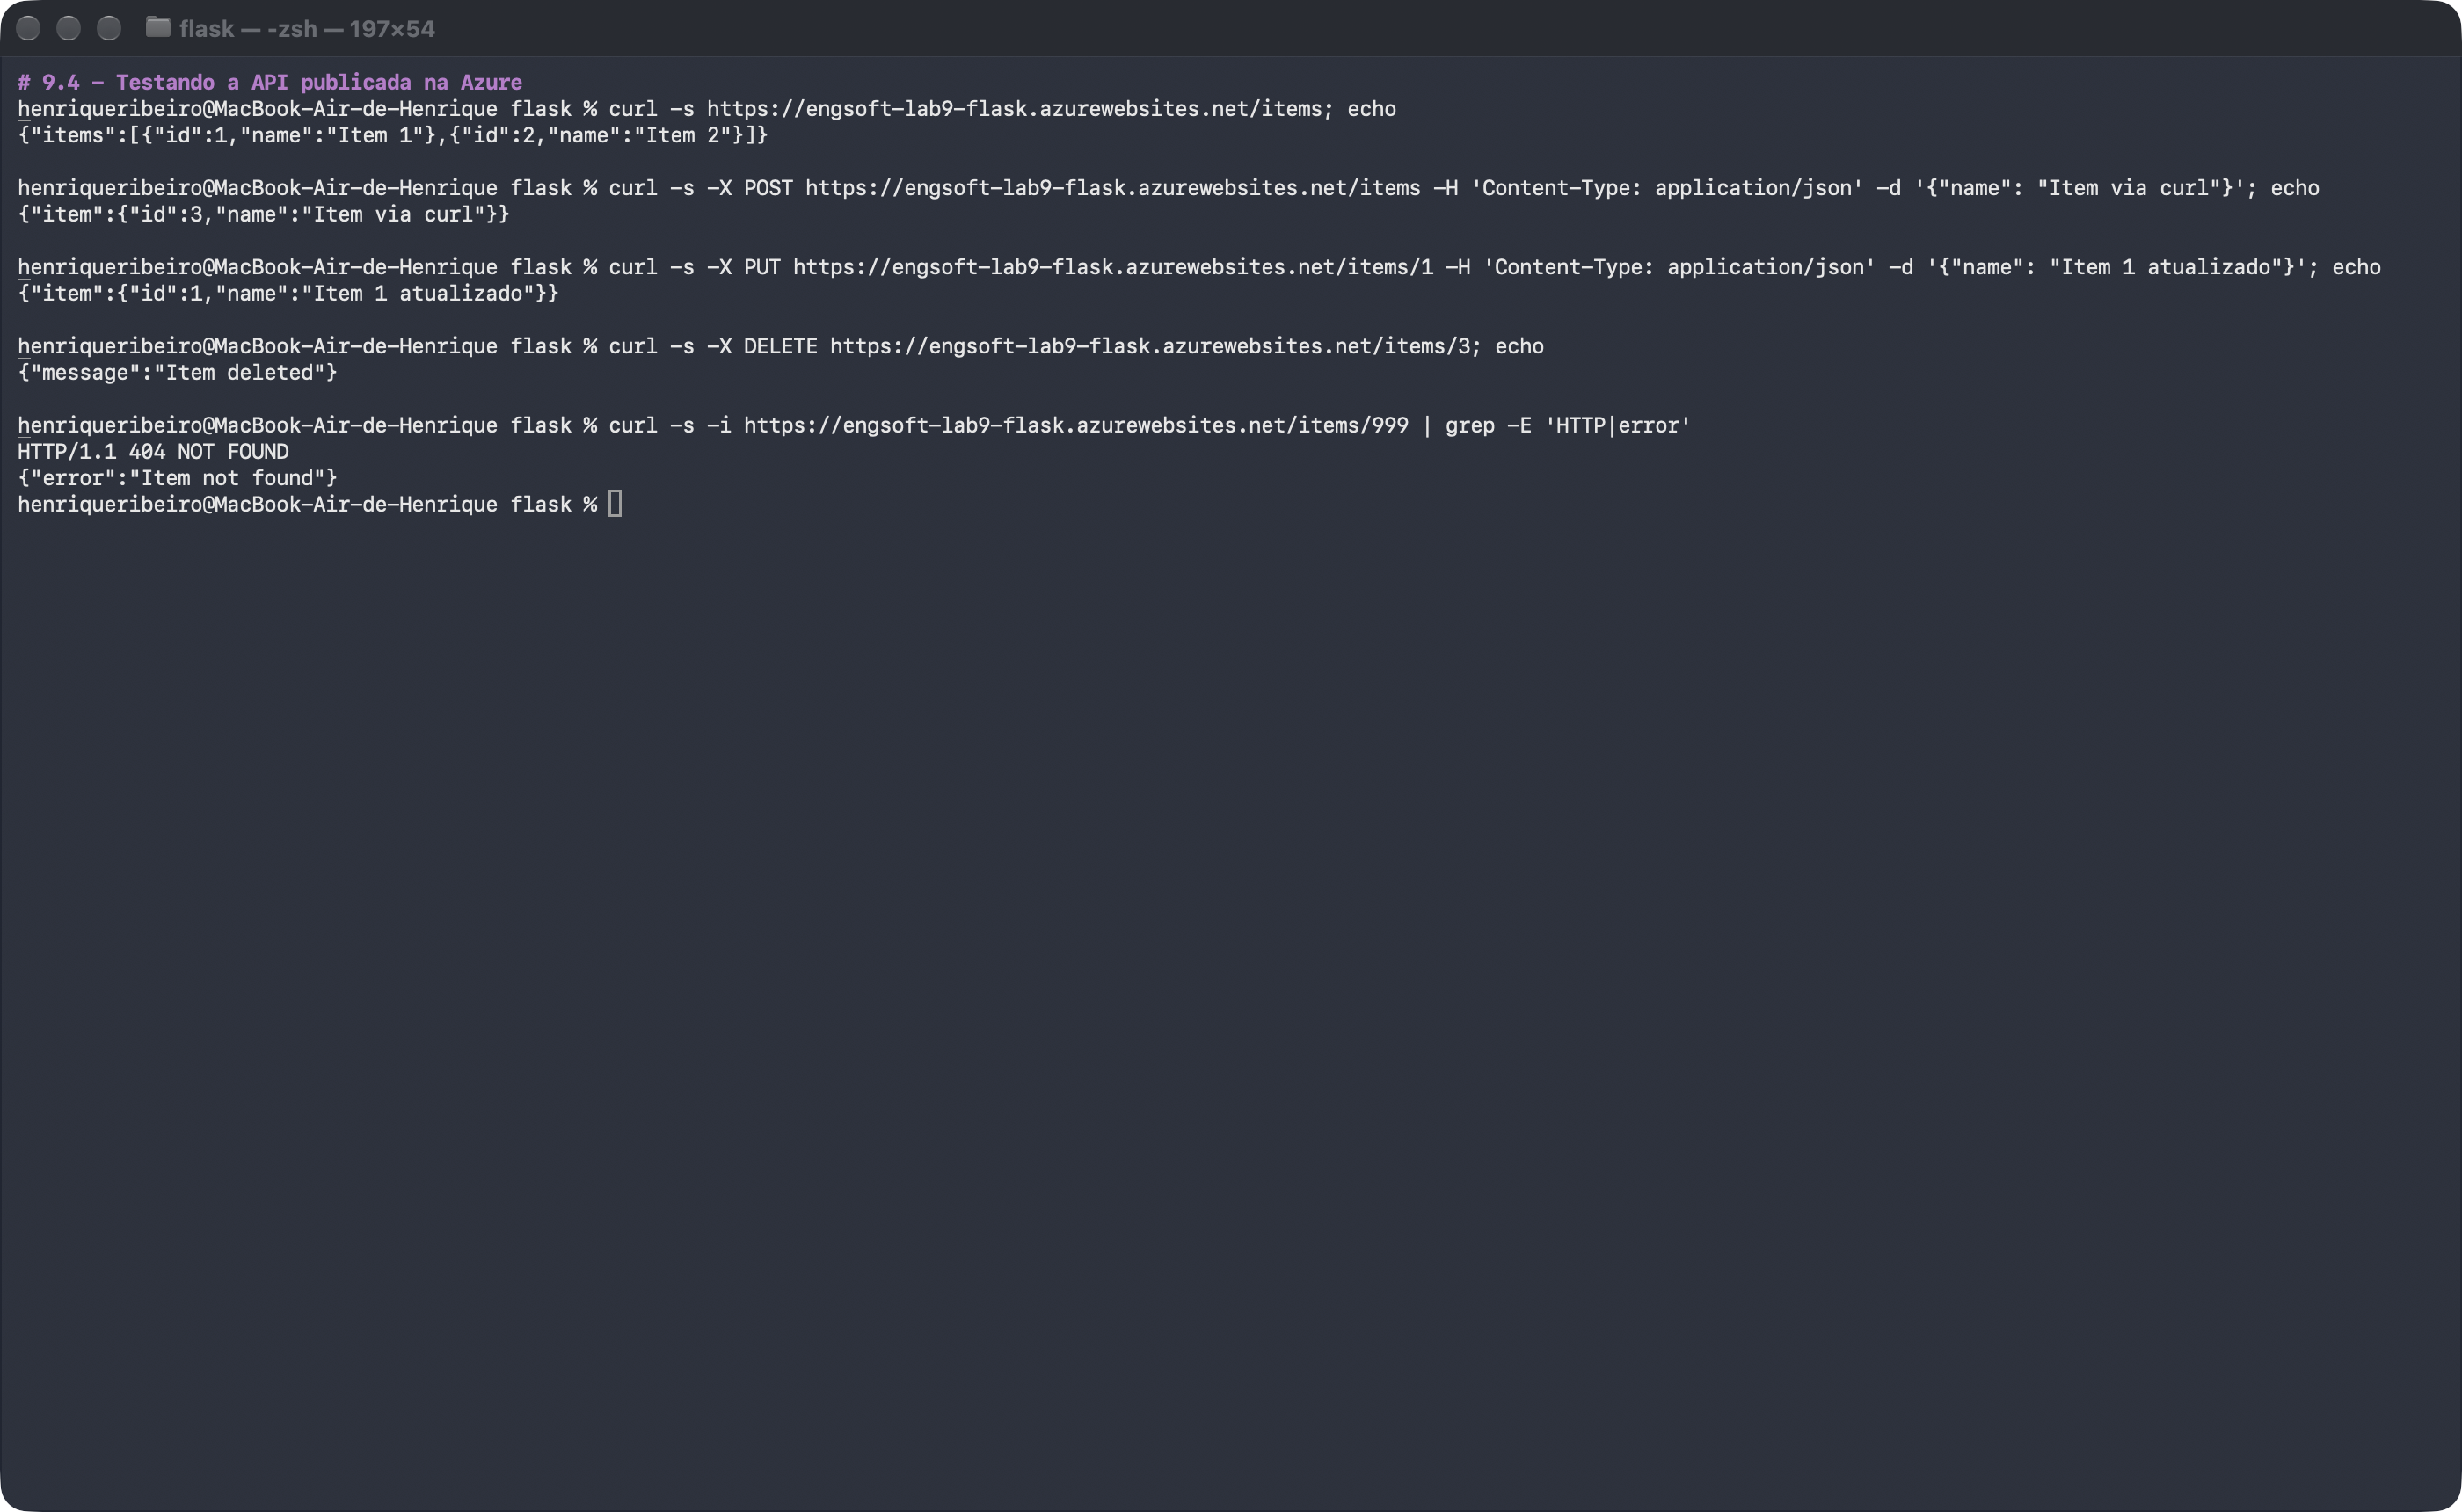 flask — -zsh — 197×54
# 9.4 - Testando a API publicada na Azure
henriqueribeiro@MacBook-Air-de-Henrique flask % curl -s https://engsoft-lab9-flask.azurewebsites.net/items; echo
{"items":[{"id":1,"name":"Item 1"},{"id":2,"name":"Item 2"}]}
henriqueribeiro@MacBook-Air-de-Henrique flask % curl -s -X POST https://engsoft-lab9-flask.azurewebsites.net/items -H 'Content-Type: application/json' -d '{"name": "Item via curl"}'; echo
{"item":{"id":3,"name":"Item via curl"}}
henriqueribeiro@MacBook-Air-de-Henrique flask % curl -s -X PUT https://engsoft-lab9-flask.azurewebsites.net/items/1 -H 'Content-Type: application/json' -d '{"name": "Item 1 atualizado"}'; echo
{"item":{"id":1,"name":"Item 1 atualizado"}}
henriqueribeiro@MacBook-Air-de-Henrique flask % curl -s -X DELETE https://engsoft-lab9-flask.azurewebsites.net/items/3; echo
{"message":"Item deleted"}
henriqueribeiro@MacBook-Air-de-Henrique flask % curl -s -i https://engsoft-lab9-flask.azurewebsites.net/items/999 | grep -E 'HTTP|error'
HTTP/1.1 404 NOT FOUND
{"error":"Item not found"}
henriqueribeiro@MacBook-Air-de-Henrique flask %